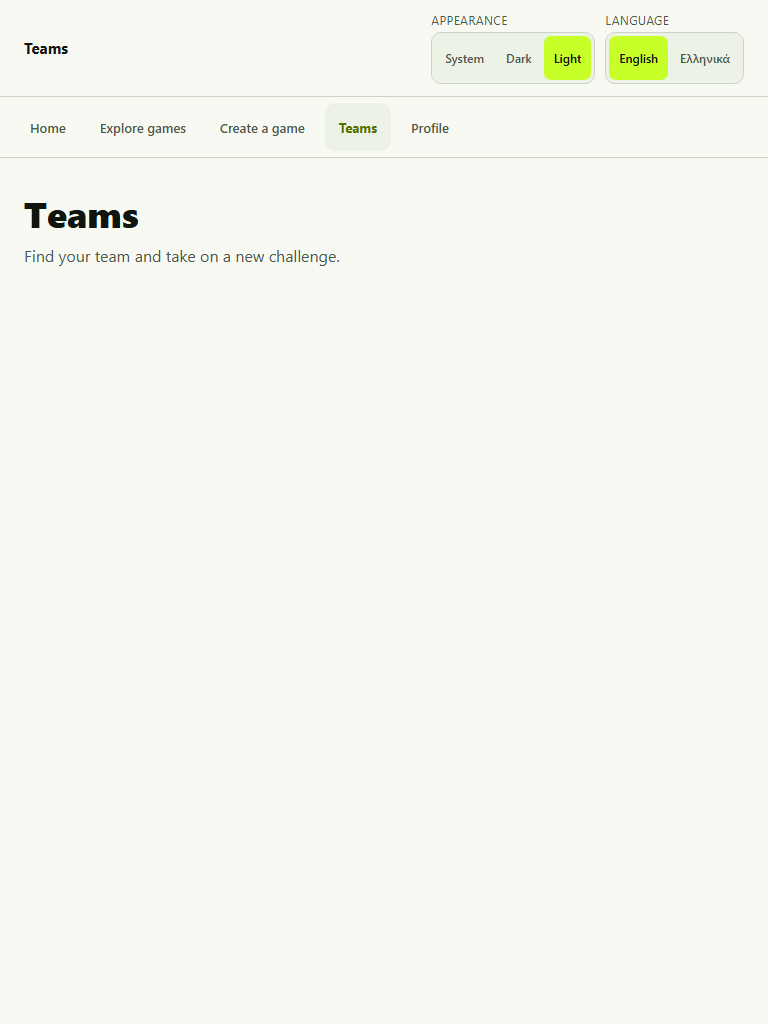 Teams
APPEARANCE
System Dark Light
LANGUAGE
English Ελληνικά
Home Explore games Create a game Teams Profile
Teams
Find your team and take on a new challenge.